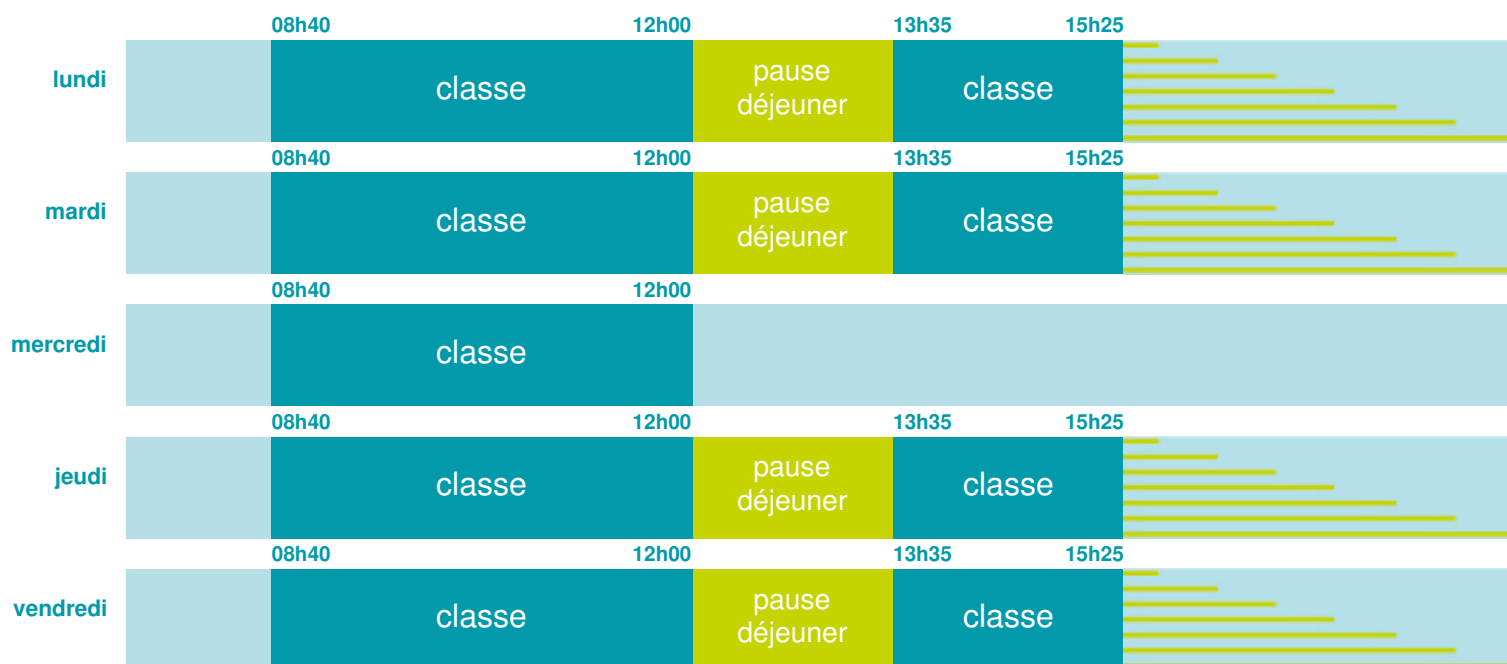 08h40 12h00 13h35 15h25
lundi
classe
pause
déjeuner
classe
08h40 12h00 13h35 15h25
mardi
classe
pause
déjeuner
classe
08h40 12h00
mercredi
classe
08h40 12h00 13h35 15h25
jeudi
classe
pause
déjeuner
classe
08h40 12h00 13h35 15h25
vendredi
classe
pause
déjeuner
classe